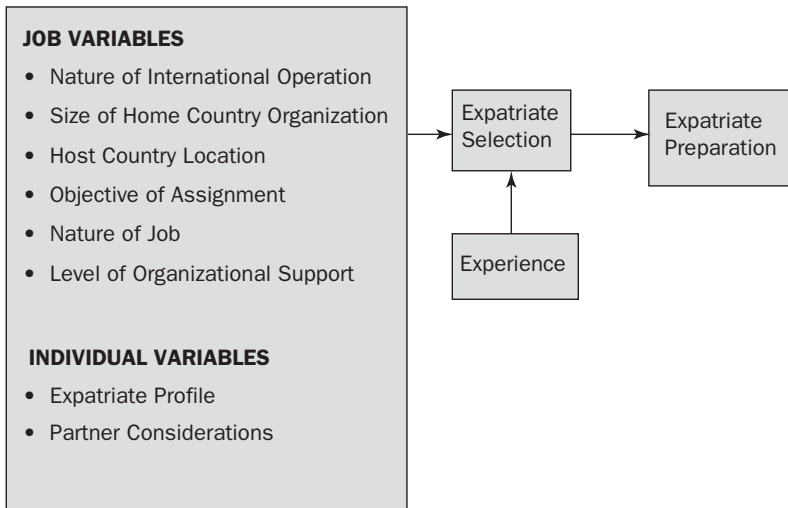 JOB VARIABLES
• Nature of International Operation
• Size of Home Country Organization
• Host Country Location
• Objective of Assignment
• Nature of Job
• Level of Organizational Support
INDIVIDUAL VARIABLES
• Expatriate Profile
• Partner Considerations
Expatriate
Selection
Experience
Expatriate
Preparation